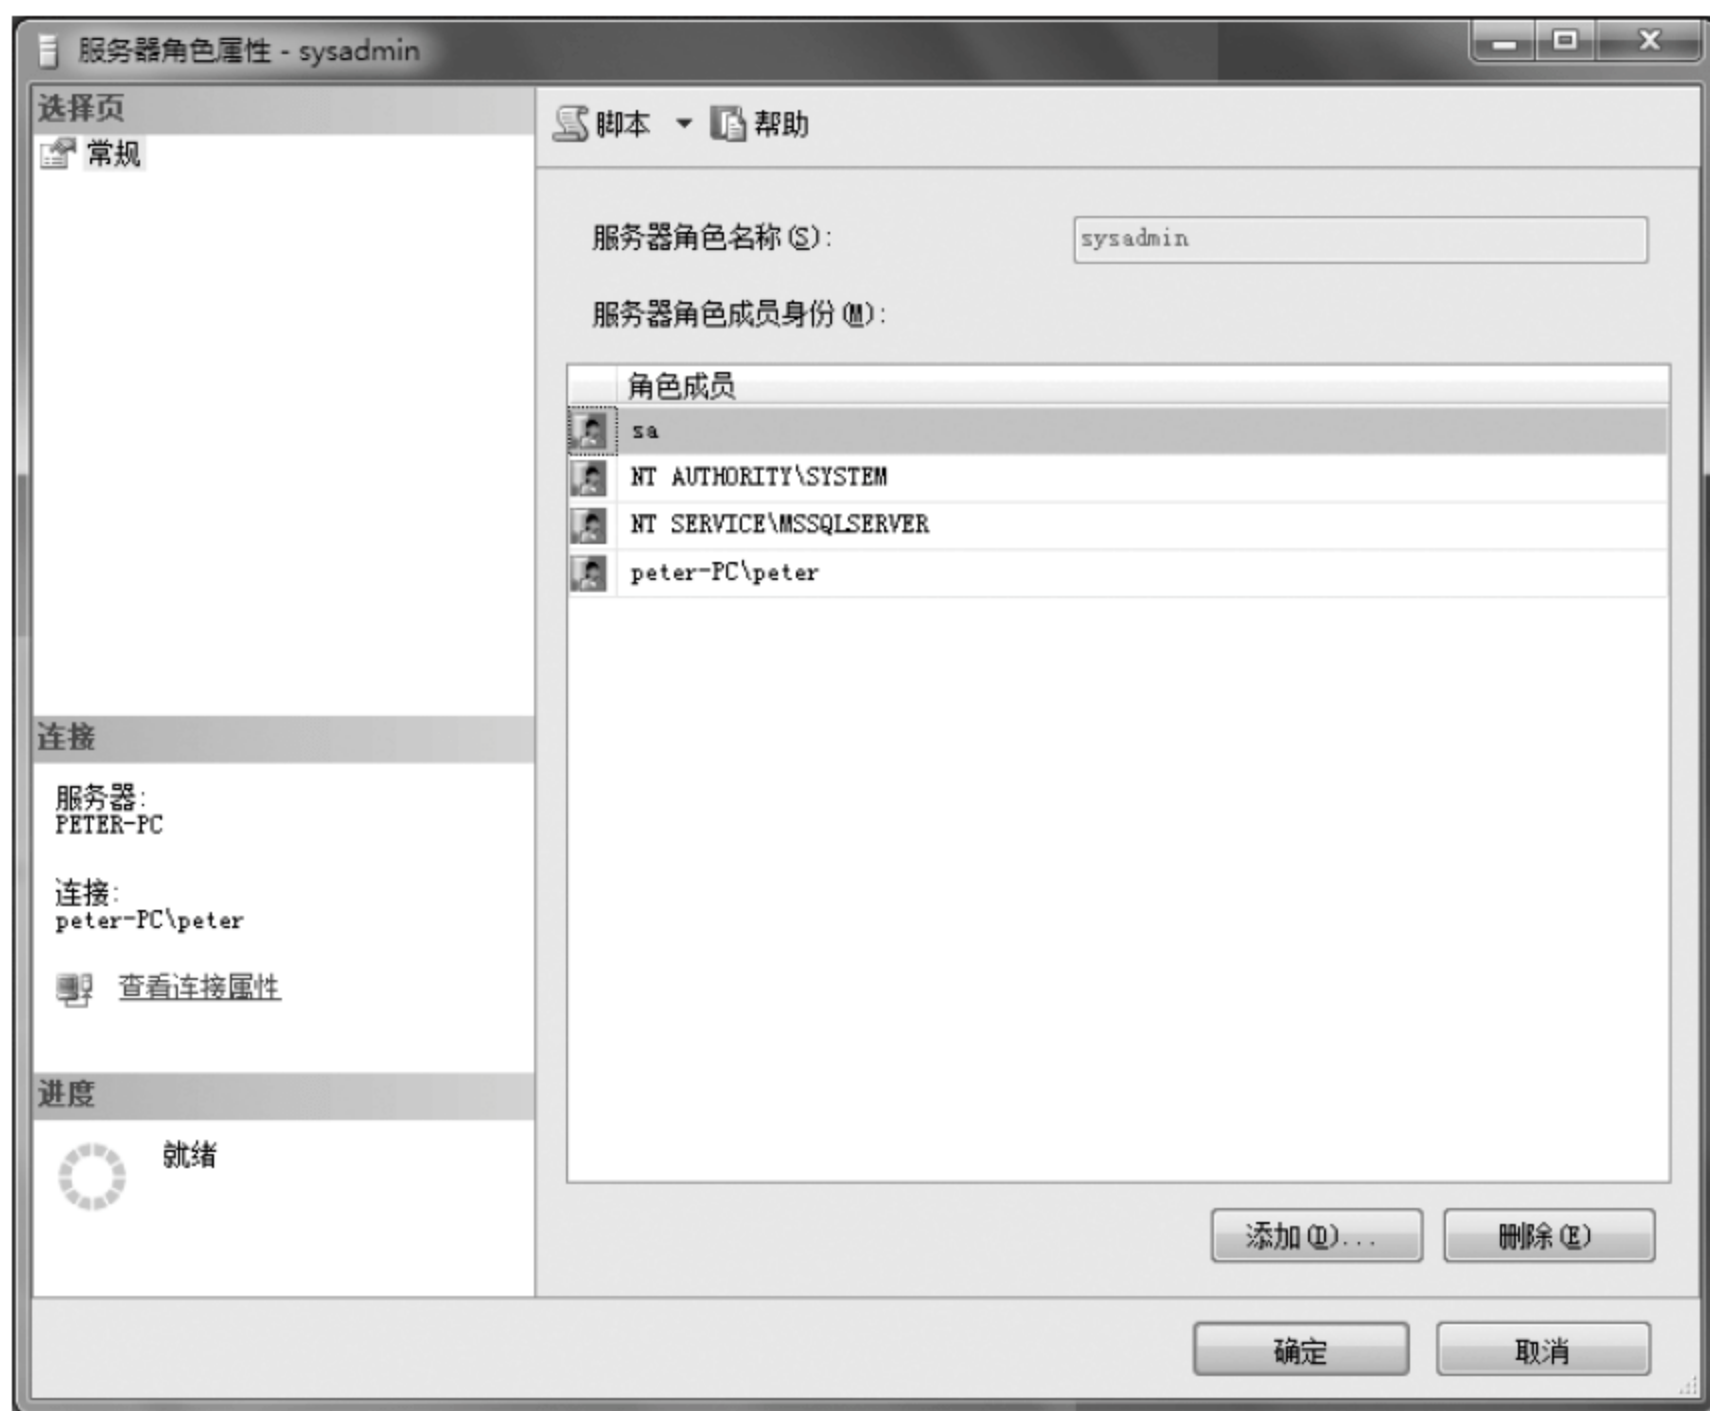 服务器角色属性 - sysadmin
选择页
常规
脚本 帮助
服务器角色名称(S):
sysadmin
服务器角色成员身份(M):
角色成员
sa
NT AUTHORITY\SYSTEM
NT SERVICE\MSSQLSERVER
peter-PC\peter
连接
服务器:
PETER-PC
连接:
peter-PC\peter
查看连接属性
进度
就绪
添加(D)...
删除(E)
确定
取消